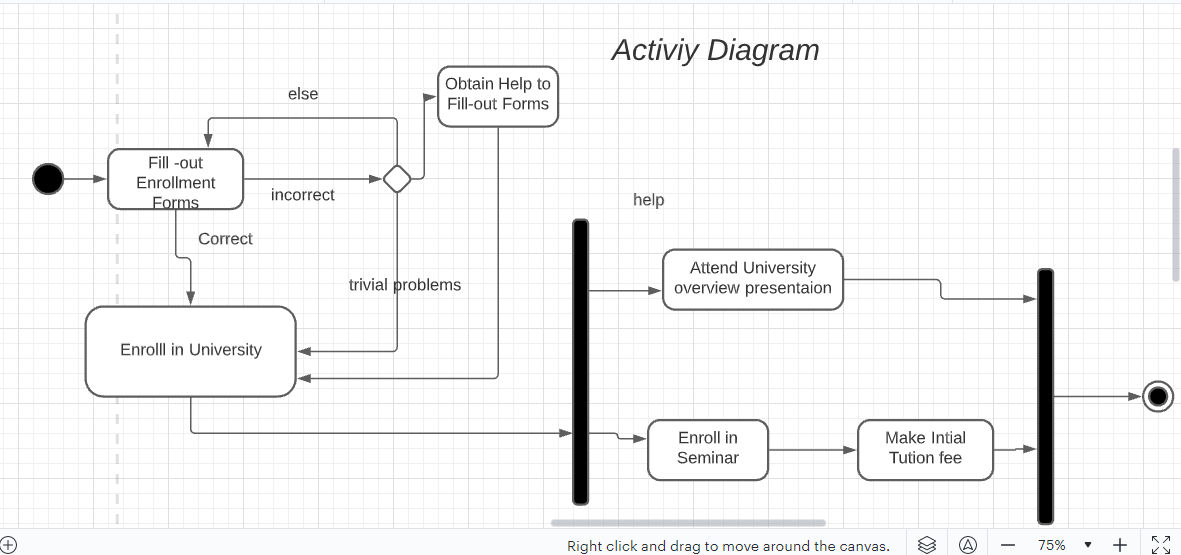 Activiy Diagram
else
Obtain Help to
Fill-out Forms
Fill -out
Enrollment
Forms
incorrect
help
Correct
Attend University
overview presentaion
trivial problems
Enrolll in University
Enroll in
Seminar
Make Intial
Tution fee
Right click and drag to move around the canvas.
75%